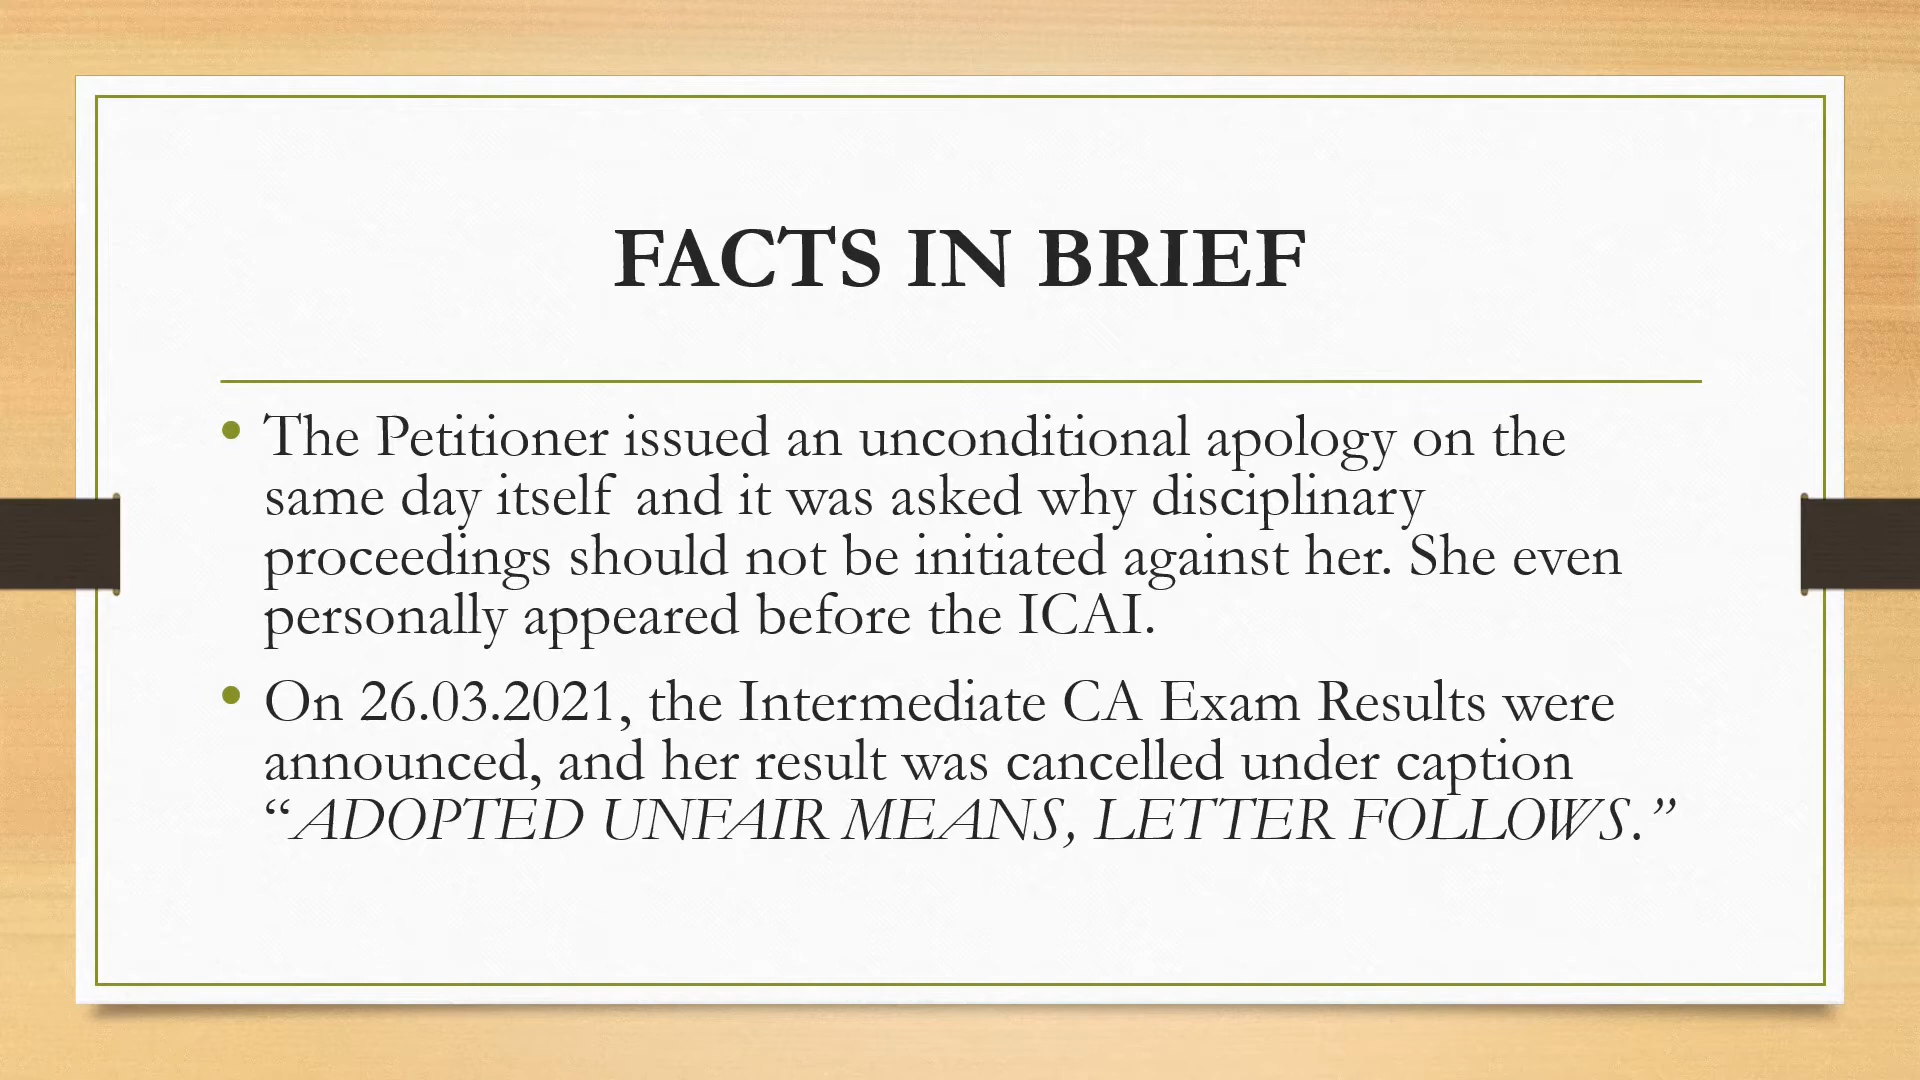 FACTS IN BRIEF
• The Petitioner issued an unconditional apology on the
same day itself and it was asked why disciplinary
proceedings should not be initiated against her. She even
personally appeared before the ICAI.
• On 26.03.2021, the Intermediate CA Exam Results were
announced, and her result was cancelled under caption
“ADOPTED UNFAIR MEANS, LETTER FOLLOWS.”